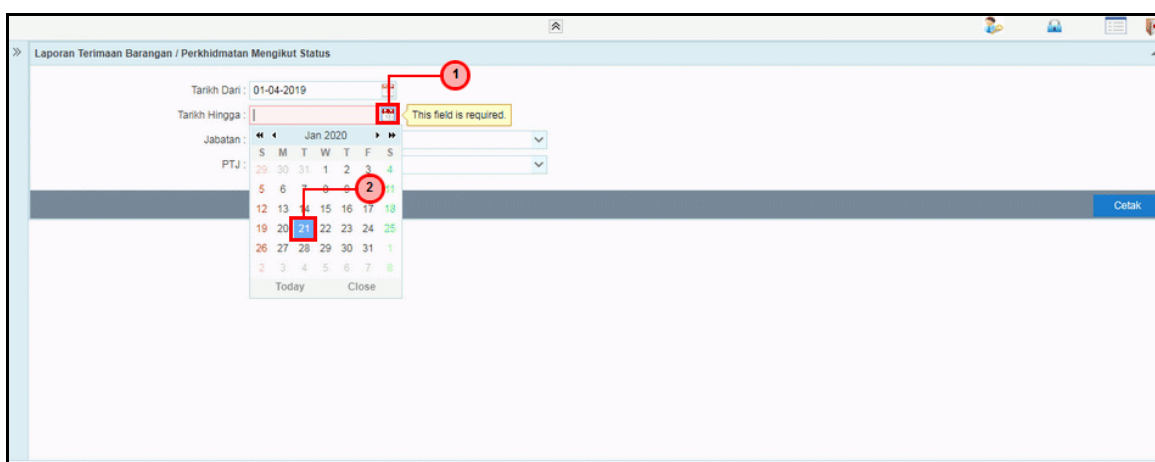 Laporan Terimaan Barangan / Perkhidmatan Mengikut Status
1
Tarikh Dari : 01-04-2019
Tarikh Hingga : This field is required.
Jabatan :
PTJ :
Jan 2020
S M T W T F S
29 30 31 1 2 3 4
5 6 7 8 9 2 11
12 13 14 15 16 17 18
19 20 21 22 23 24 25
26 27 28 29 30 31 1
2 3 4 5 6 7 8
Today Close
Cetak